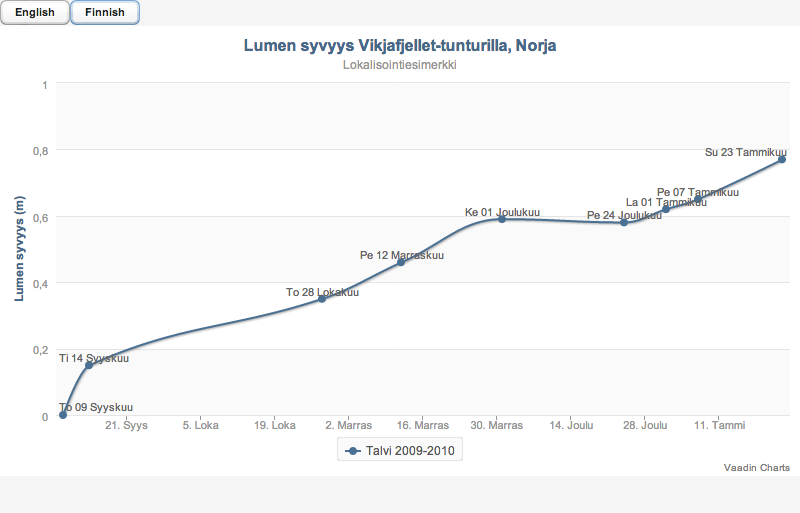 English Finnish
Lumen syvyys Vikjafjellet-tunturilla, Norja
Lokalisointiesimerkki
Lumen syvyys (m)
1
0,8
0,6
0,4
0,2
0
Su 23 Tammikuu
Pe 07 Tammikuu
La 01 Tammikuu
Pe 24 Joulukuu
Ke 01 Joulukuu
Pe 12 Marraskuu
To 28 Lokakuu
Ti 14 Syyskuu
To 09 Syyskuu
21. Syys 5. Loka 19. Loka 2. Marras 16. Marras 30. Marras 14. Joulu 28. Joulu 11. Tammi
Talvi 2009-2010
Vaadin Charts